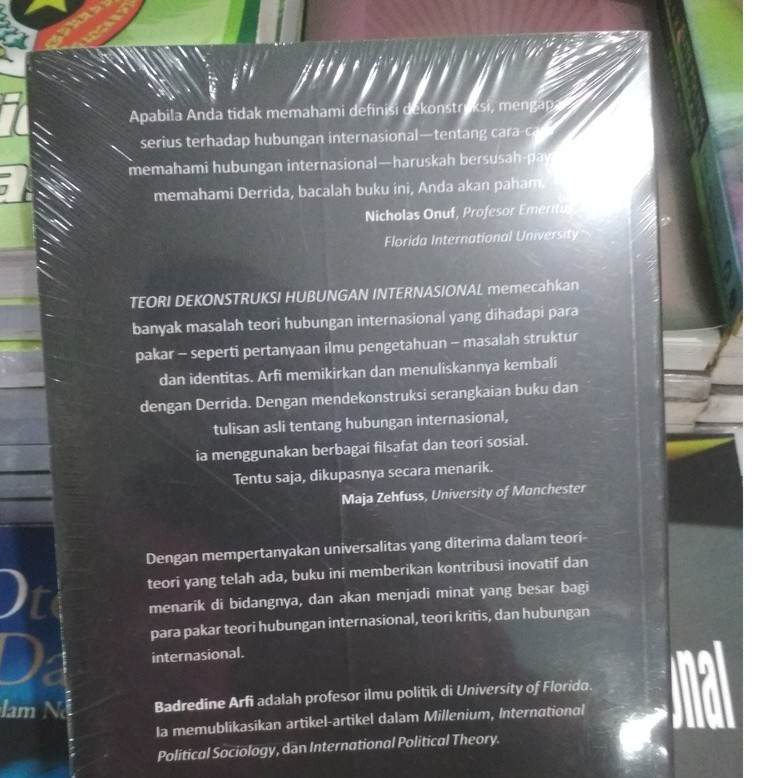 Apabila Anda tidak memahami definisi dekonstruksi, mengapa
serius terhadap hubungan internasional—tentang
memahami hubungan internasional—haruskah
memahami Derrida, bacalah buku ini, Anda akan paham.
Nicholas Onuf, Profesor Emeritus
Florida International University
TEORI DEKONSTRUKSI HUBUNGAN INTERNASIONAL memecahkan
banyak masalah teori hubungan internasional yang dihadapi para
pakar – seperti pertanyaan ilmu pengetahuan – masalah struktur
dan identitas. Arfi memikirkan dan menuliskannya kembali
dengan Derrida. Dengan mendekonstruksi serangkaian buku dan
tulisan asli tentang hubungan internasional,
ia menggunakan berbagai filsafat dan teori sosial.
Tentu saja, dikupasnya secara menarik.
Maja Zehfuss, University of Manchester
Dengan mempertanyakan universalitas yang diterima dalam teori-
teori yang telah ada, buku ini memberikan kontribusi inovatif dan
menarik di bidangnya, dan akan menjadi minat yang besar bagi
para pakar teori hubungan internasional, teori kritis, dan hubungan
internasional.
Badredine Arfi adalah profesor ilmu politik di University of Florida.
Ia memublikasikan artikel-artikel dalam Millenium, International
Political Sociology, dan International Political Theory.